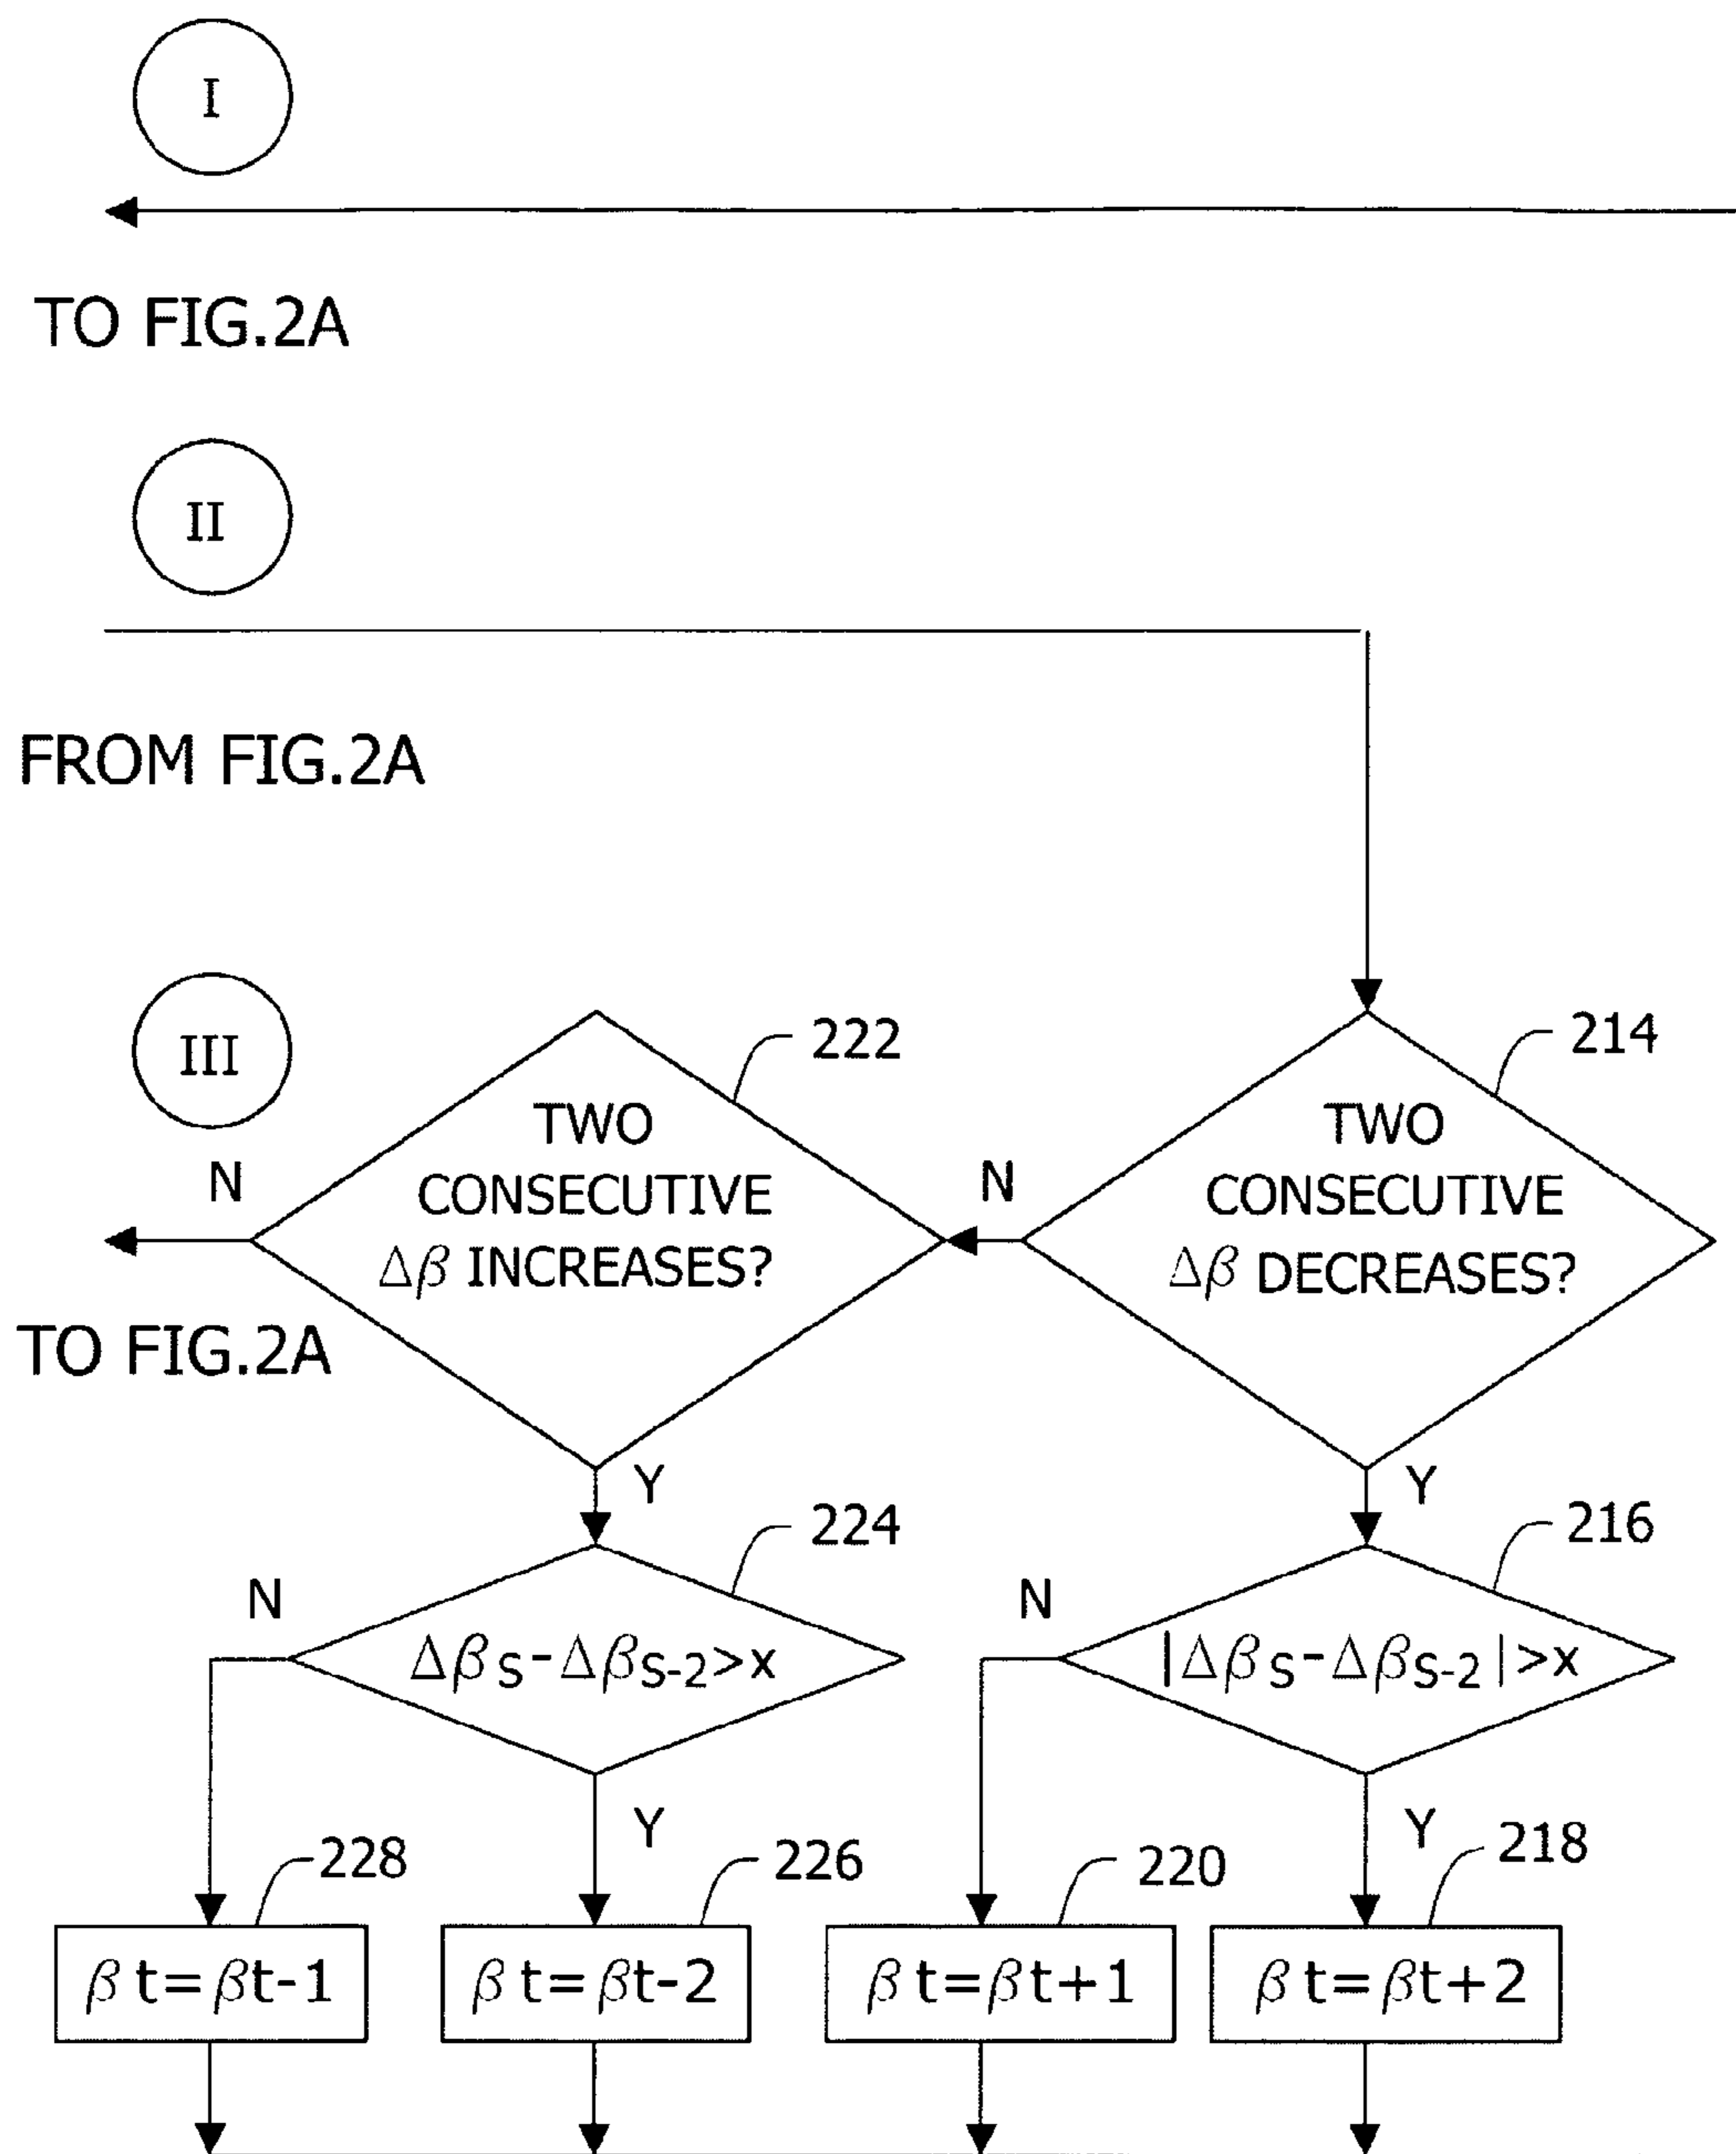 I
TO FIG.2A
II
FROM FIG.2A
III
222
214
TWO
CONSECUTIVE
Δβ INCREASES?
TWO
CONSECUTIVE
Δβ DECREASES?
N
N
TO FIG.2A
Y
Y
224
216
N
N
ΔβS-ΔβS-2>x
|ΔβS-ΔβS-2|>x
Y
Y
228
226
220
218
βt=βt-1
βt=βt-2
βt=βt+1
βt=βt+2